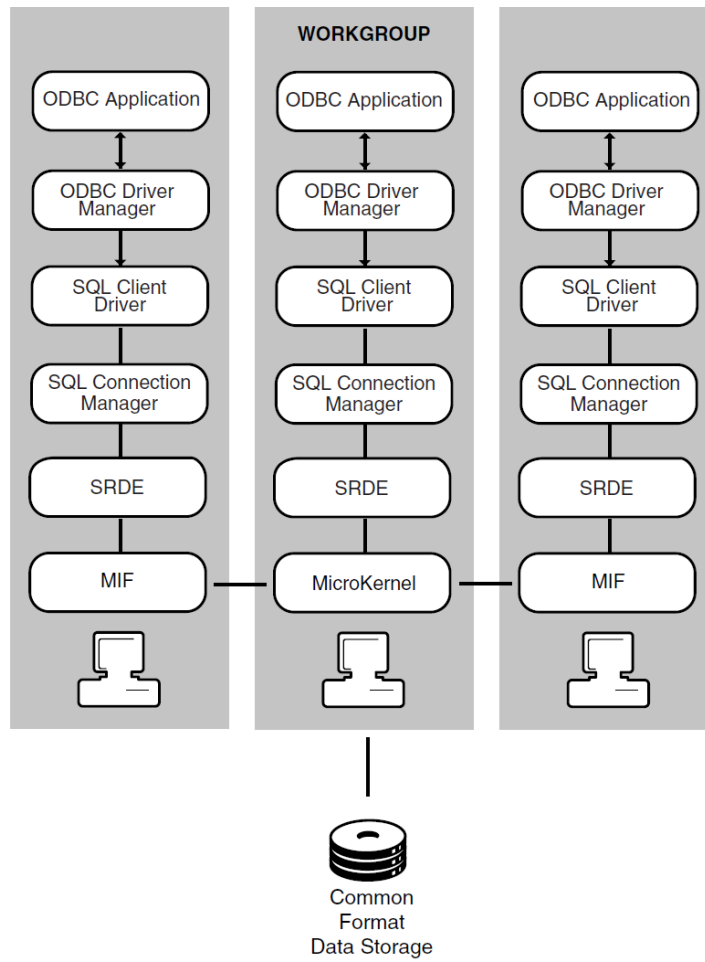 WORKGROUP
ODBC Application
ODBC Application
ODBC Application
ODBC Driver
Manager
ODBC Driver
Manager
ODBC Driver
Manager
SQL Client
Driver
SQL Client
Driver
SQL Client
Driver
SQL Connection
Manager
SQL Connection
Manager
SQL Connection
Manager
SRDE
SRDE
SRDE
MIF
MicroKernel
MIF
Common
Format
Data Storage